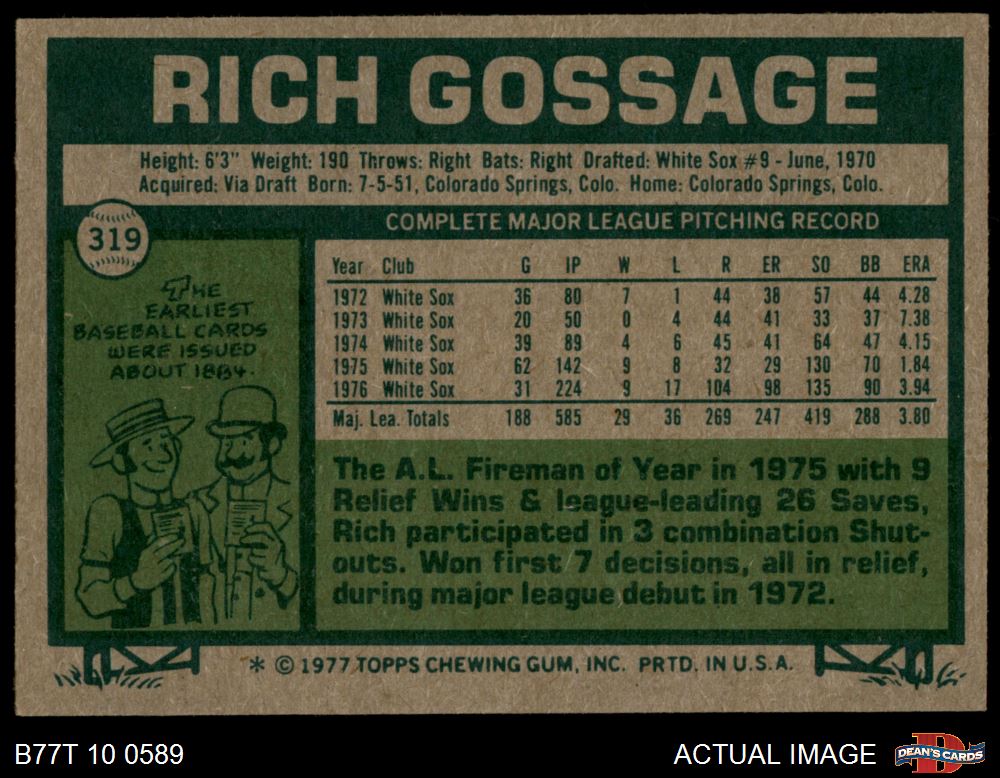 RICH GOSSAGE
Height: 6'3" Weight: 190 Throws: Right Bats: Right Drafted: White Sox #9 - June, 1970
Acquired: Via Draft Born: 7-5-51, Colorado Springs, Colo. Home: Colorado Springs, Colo.
319
THE
EARLIEST
BASEBALL CARDS
WERE ISSUED
ABOUT 1884.
COMPLETE MAJOR LEAGUE PITCHING RECORD
Year Club G IP W L R ER SO BB ERA
1972 White Sox 36 80 7 1 44 38 57 44 4.28
1973 White Sox 20 50 0 4 44 41 33 37 7.38
1974 White Sox 39 89 4 6 45 41 64 47 4.15
1975 White Sox 62 142 9 8 32 29 130 70 1.84
1976 White Sox 31 224 9 17 104 98 135 90 3.94
Maj. Lea. Totals 188 585 29 36 269 247 419 288 3.80
The A.L. Fireman of Year in 1975 with 9
Relief Wins & league-leading 26 Saves,
Rich participated in 3 combination Shut-
outs. Won first 7 decisions, all in relief,
during major league debut in 1972.
* © 1977 TOPPS CHEWING GUM, INC. PRTD. IN U.S.A.
B77T 10 0589
ACTUAL IMAGE
DEAN'S CARDS